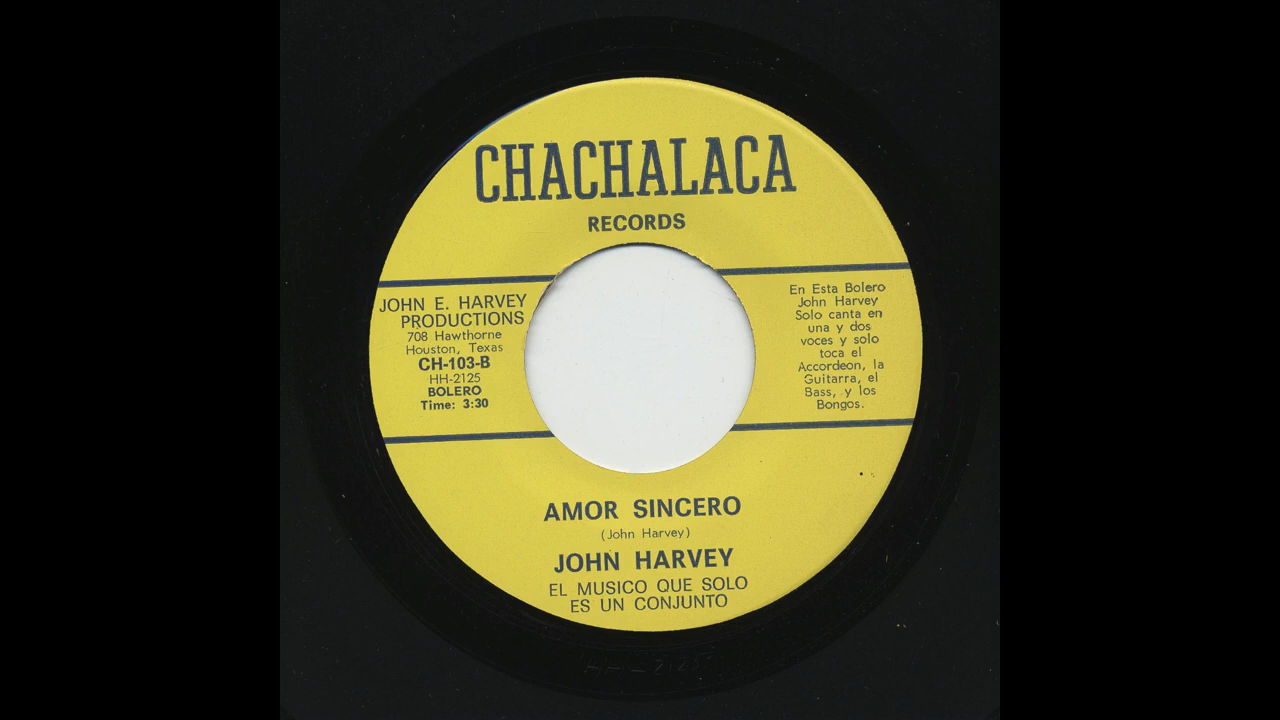 CHACHALACA
RECORDS
JOHN E. HARVEY
PRODUCTIONS
708 Hawthorne
Houston, Texas
CH-103-B
HH-2125
BOLERO
Time: 3:30
En Esta Bolero
John Harvey
Solo canta en
una y dos
voces y solo
toca el
Accordeon, la
Guitarra, el
Bass, y los
Bongos.
AMOR SINCERO
(John Harvey)
JOHN HARVEY
EL MUSICO QUE SOLO
ES UN CONJUNTO
HH-2125